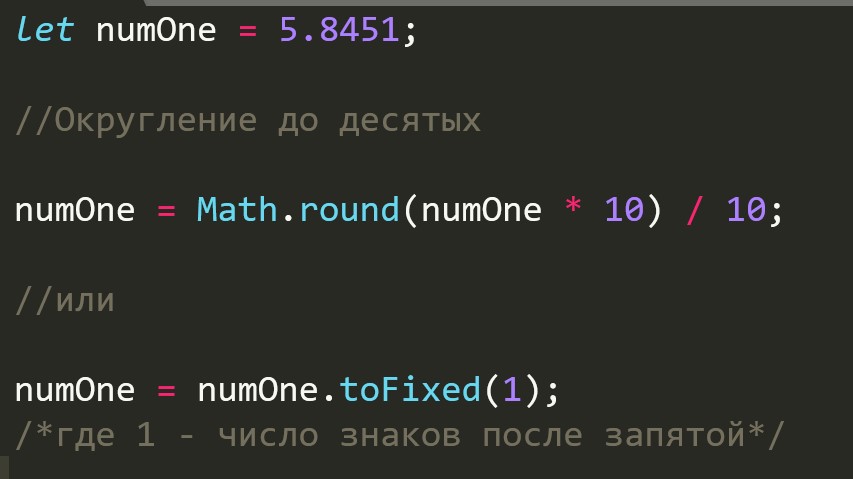 let numOne = 5.8451;
//Округление до десятых
numOne = Math.round(numOne * 10) / 10;
//или
numOne = numOne.toFixed(1);
/*где 1 - число знаков после запятой*/